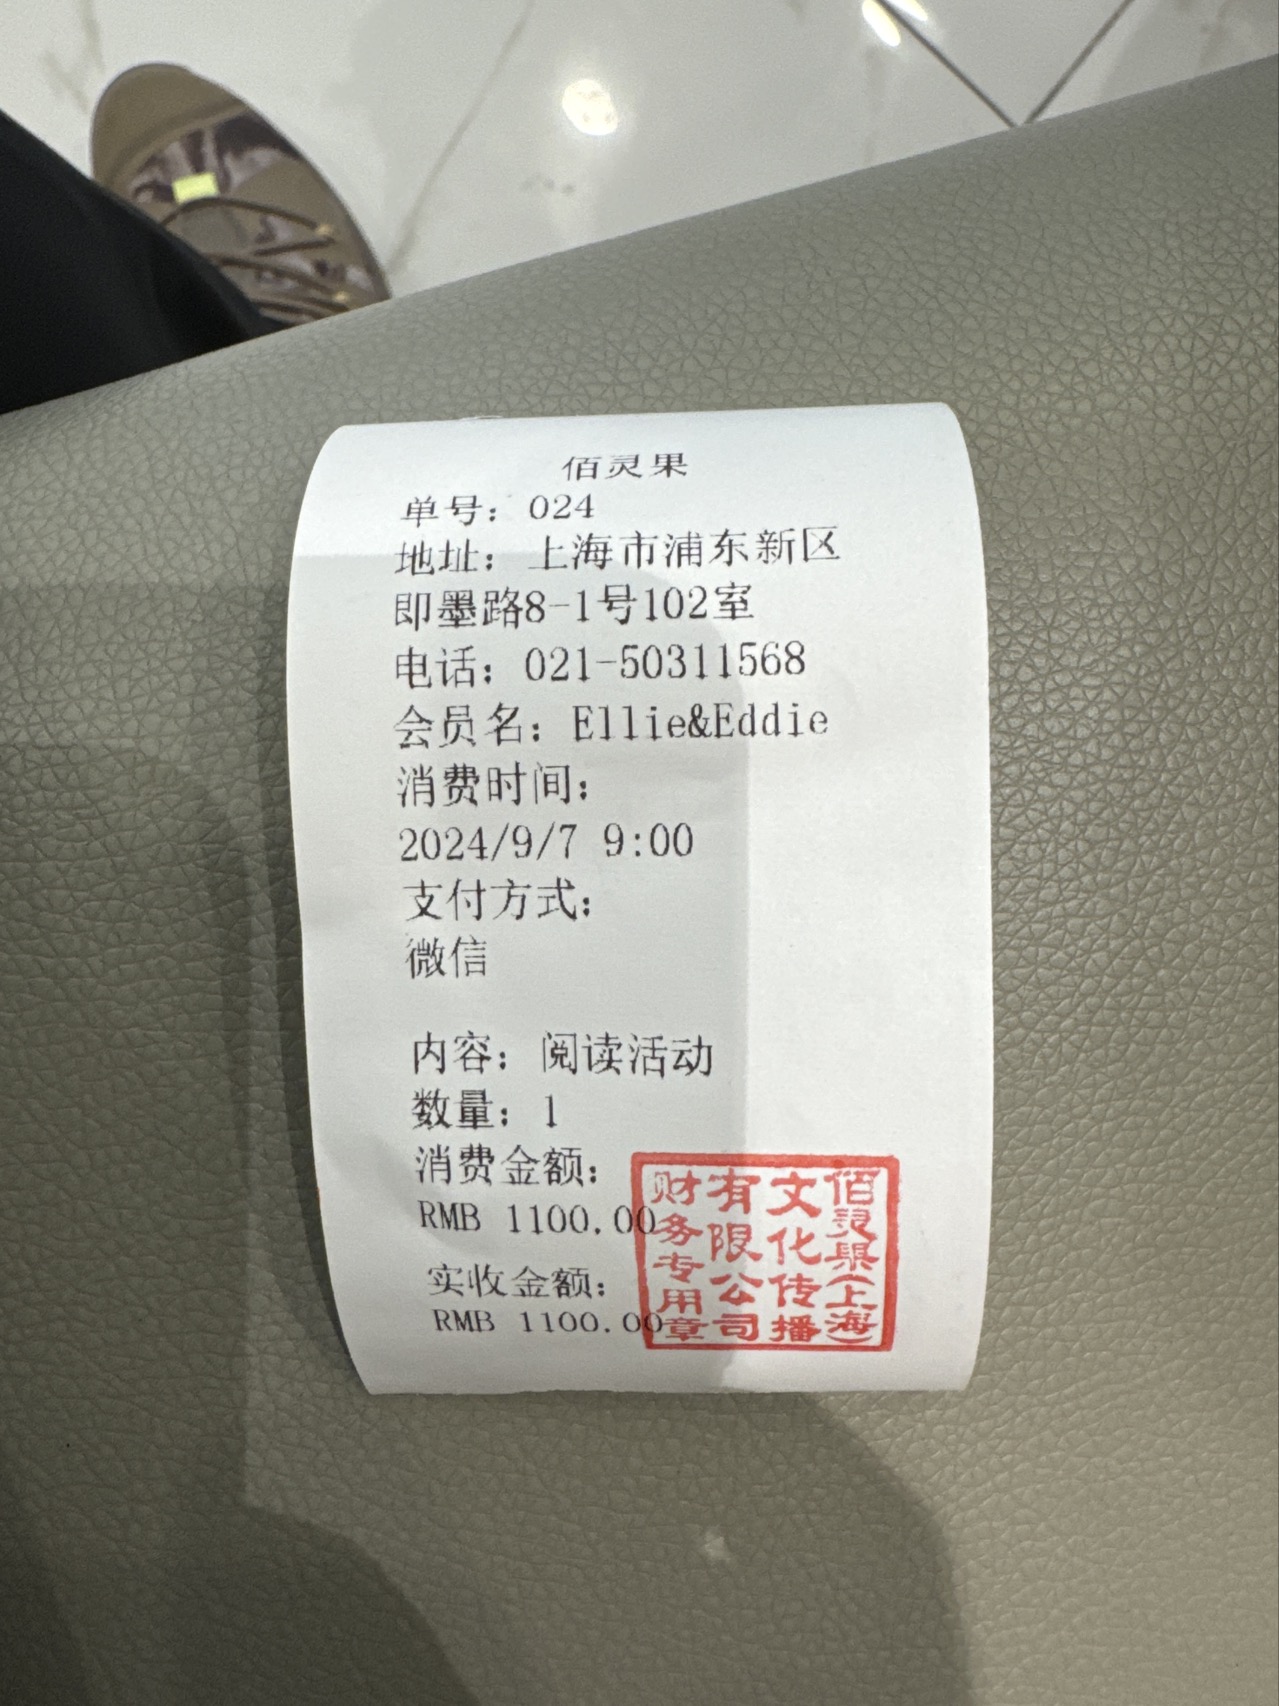 佰灵果
单号：024
地址：上海市浦东新区
即墨路8-1号102室
电话：021-50311568
会员名：Ellie&Eddie
消费时间：
2024/9/7 9:00
支付方式：
微信
内容：阅读活动
数量：1
消费金额：
RMB 1100.00
实收金额：
RMB 1100.00
佰灵果(上海)
文化传播
有限公司
财务专用章